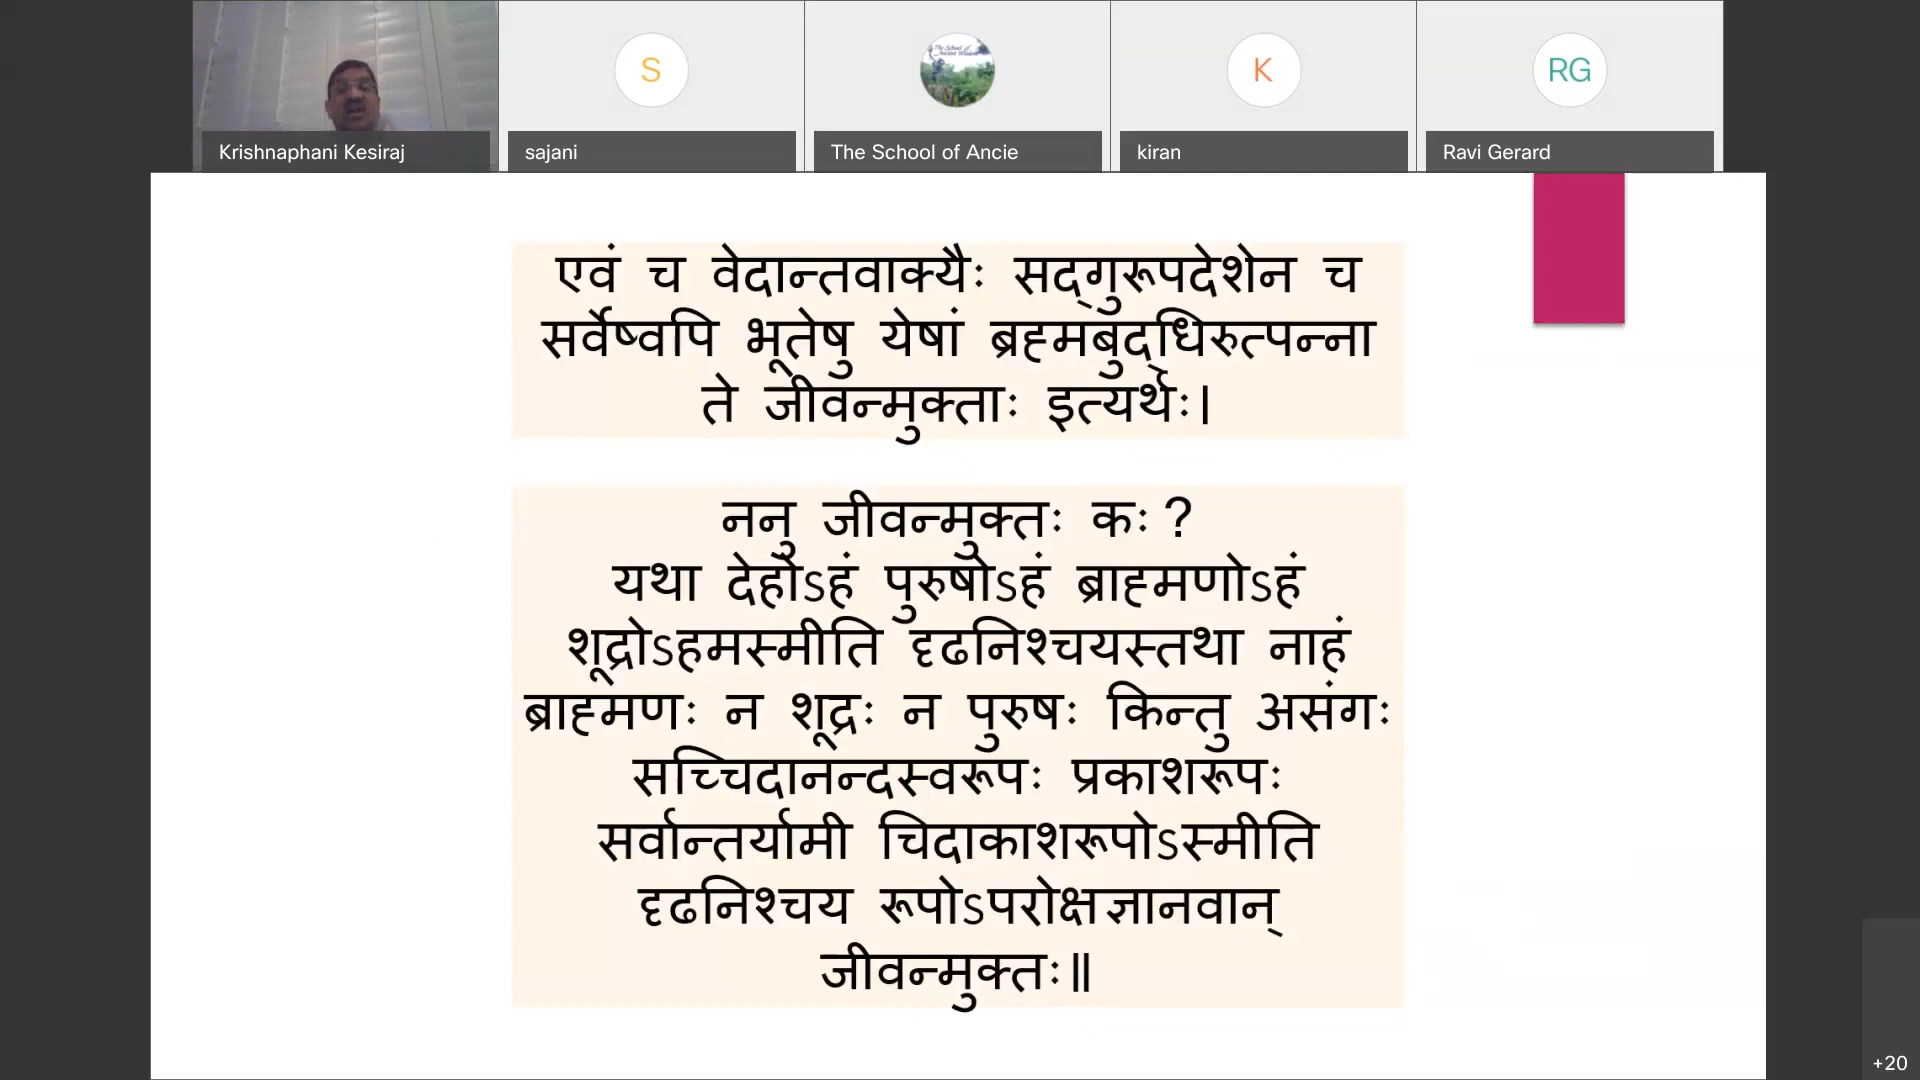 S
K
RG
Krishnaphani Kesiraj
sajani
The School of Ancie
kiran
Ravi Gerard
एवं च वेदान्तवाक्यैः सद्गुरूपदेशेन च
सर्वेष्वपि भूतेषु येषां ब्रह्मबुद्धिरुत्पन्ना
ते जीवन्मुक्ताः इत्यर्थः।
ननु जीवन्मुक्तः कः ?
यथा देहोऽहं पुरुषोऽहं ब्राह्मणोऽहं
शूद्रोऽहमस्मीति दृढनिश्चयस्तथा नाहं
ब्राह्मणः न शूद्रः न पुरुषः किन्तु असंगः
सच्चिदानन्दस्वरूपः प्रकाशरूपः
सर्वान्तर्यामी चिदाकाशरूपोऽस्मीति
दृढनिश्चय रूपोऽपरोक्षज्ञानवान्
जीवन्मुक्तः॥
+20